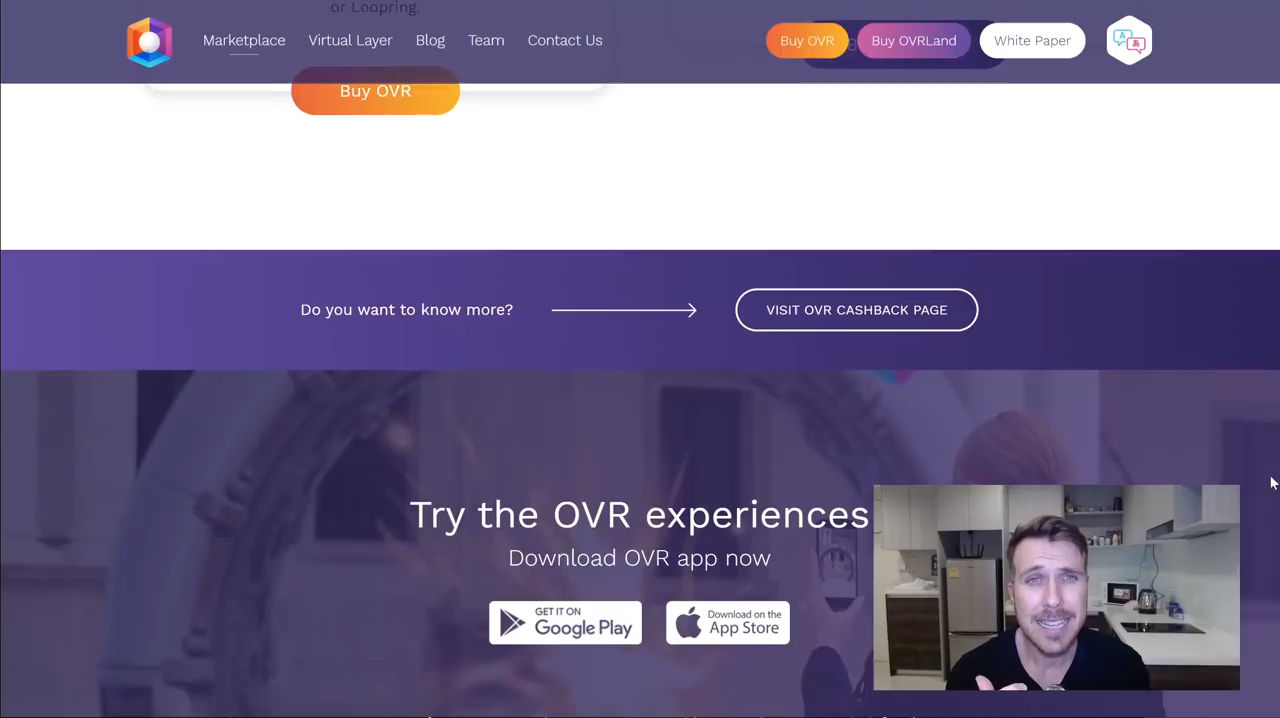 or Loopring.
Marketplace
Virtual Layer
Blog
Team
Contact Us
Buy OVR
Buy OVRLand
White Paper
Buy OVR
Do you want to know more?
VISIT OVR CASHBACK PAGE
Try the OVR experiences
Download OVR app now
GET IT ON
Google Play
Download on the
App Store